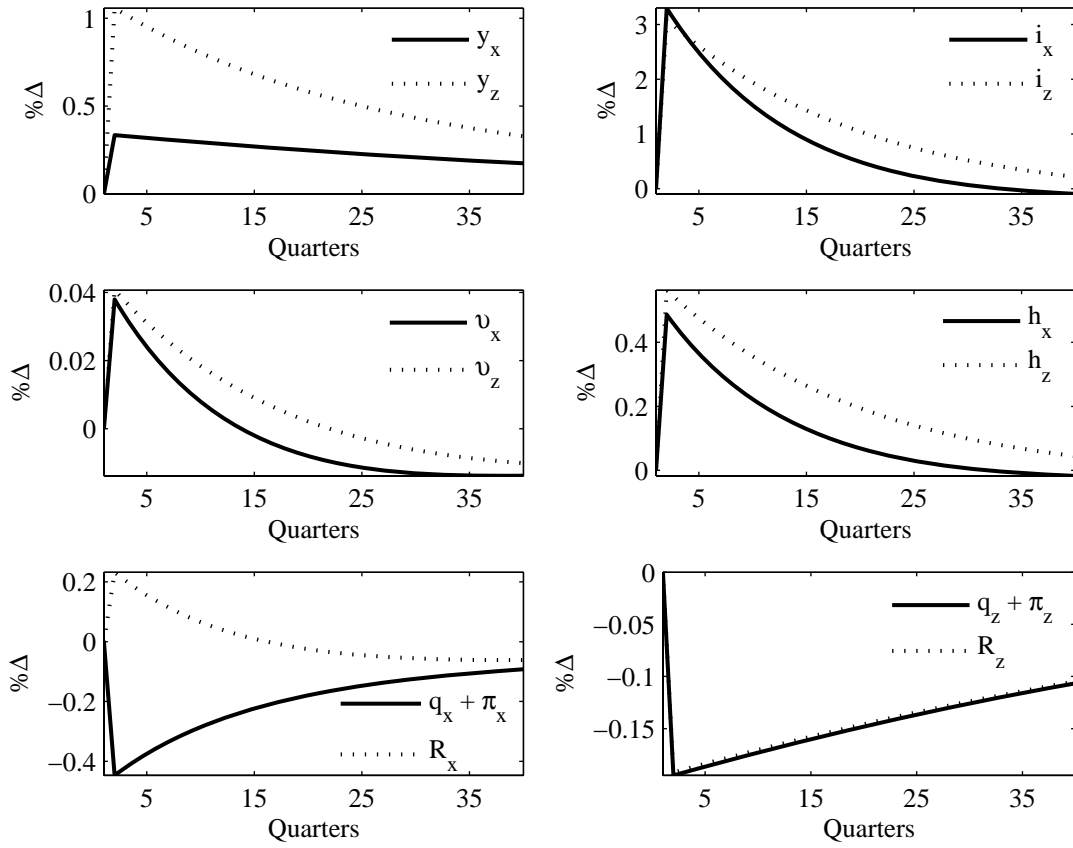 1
0.5
0
%Δ
y_x
y_z
5
15
25
35
Quarters
3
2
1
0
%Δ
i_x
i_z
5
15
25
35
Quarters
0.04
0.02
0
%Δ
υ_x
υ_z
5
15
25
35
Quarters
0.4
0.2
0
%Δ
h_x
h_z
5
15
25
35
Quarters
0.2
0
−0.2
−0.4
%Δ
q_x + π_x
R_x
5
15
25
35
Quarters
0
−0.05
−0.1
−0.15
%Δ
q_z + π_z
R_z
5
15
25
35
Quarters